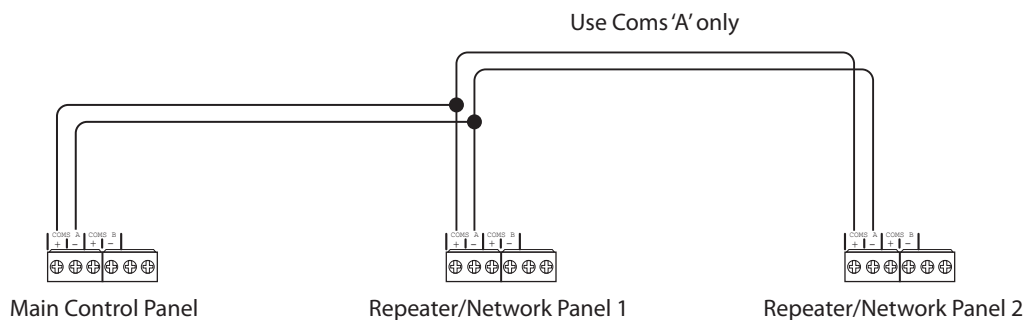 Use Coms ‘A’ only
COMS A COMS B
+ − + −
COMS A COMS B
+ − + −
COMS A COMS B
+ − + −
Main Control Panel
Repeater/Network Panel 1
Repeater/Network Panel 2